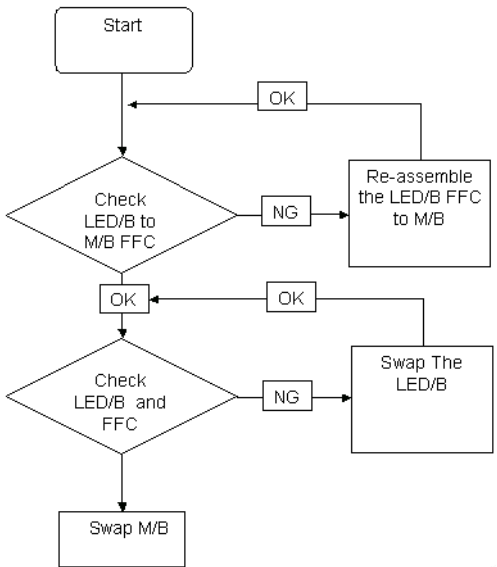 Start
OK
Check
LED/B to
M/B FFC
NG
Re-assemble
the LED/B FFC
to M/B
OK
OK
Check
LED/B and
FFC
NG
Swap The
LED/B
Swap M/B